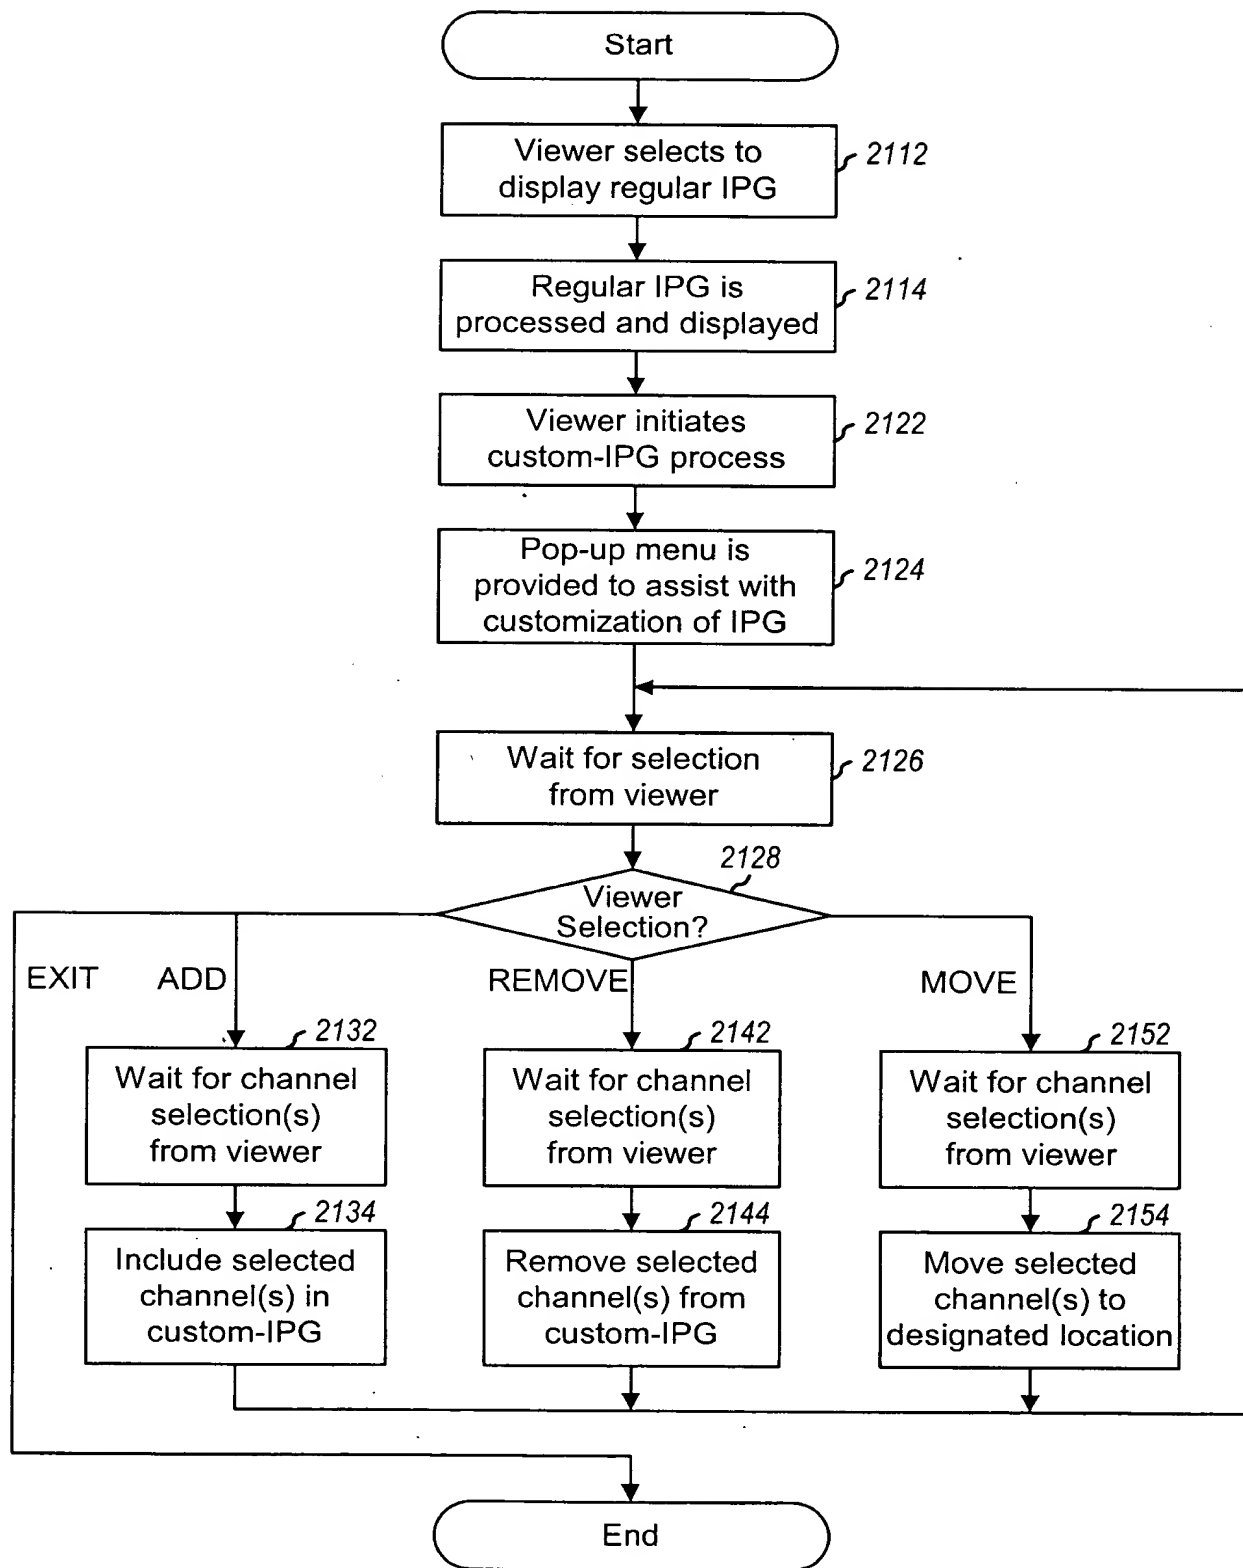 Start
Viewer selects to
display regular IPG
2112
Regular IPG is
processed and displayed
2114
Viewer initiates
custom-IPG process
2122
Pop-up menu is
provided to assist with
customization of IPG
2124
Wait for selection
from viewer
2126
2128
Viewer
Selection?
EXIT
ADD
REMOVE
MOVE
2132
Wait for channel
selection(s)
from viewer
2142
Wait for channel
selection(s)
from viewer
2152
Wait for channel
selection(s)
from viewer
2134
Include selected
channel(s) in
custom-IPG
2144
Remove selected
channel(s) from
custom-IPG
2154
Move selected
channel(s) to
designated location
End